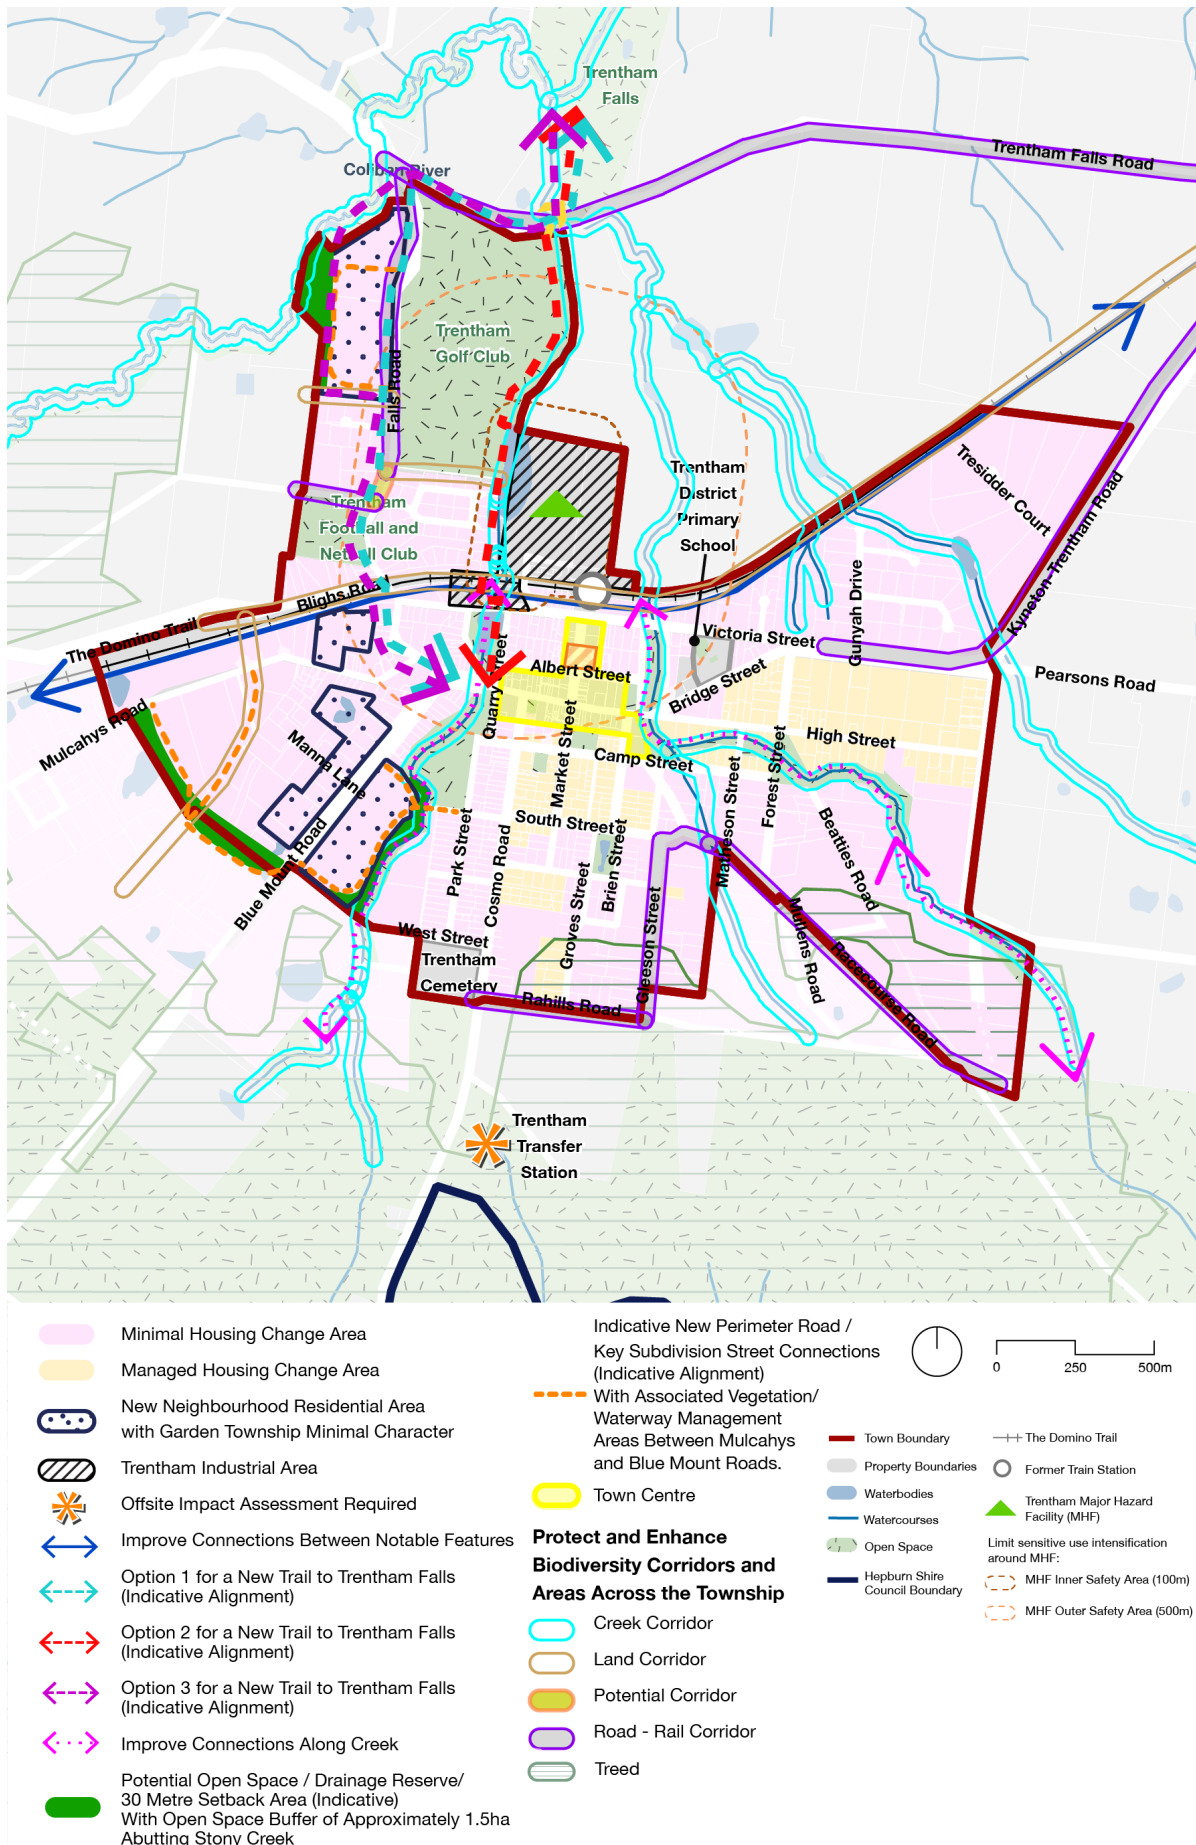 Trentham
Falls
Trentham Falls Road
Coliban River
Trentham
Golf Club
Falls Road
Trentham
District
Primary
School
Tresidder Court
Trentham
Football and
Netball Club
Kyneton-Trentham Road
Blighs Road
Gunyah Drive
The Domino Trail
Victoria Street
Quarry Street
Albert Street
Bridge Street
Pearsons Road
Mulcahys Road
Manna Lane
Market Street
High Street
Camp Street
Forest Street
Matheson Street
South Street
Beatties Road
Park Street
Cosmo Road
Brien Street
Blue Mount Road
Groves Street
Gleeson Street
Mullens Road
West Street
Racecourse Road
Trentham
Cemetery
Rahills Road
Trentham
Transfer
Station
Minimal Housing Change Area
Managed Housing Change Area
New Neighbourhood Residential Area
with Garden Township Minimal Character
Trentham Industrial Area
Offsite Impact Assessment Required
Improve Connections Between Notable Features
Option 1 for a New Trail to Trentham Falls
(Indicative Alignment)
Option 2 for a New Trail to Trentham Falls
(Indicative Alignment)
Option 3 for a New Trail to Trentham Falls
(Indicative Alignment)
Improve Connections Along Creek
Potential Open Space / Drainage Reserve/
30 Metre Setback Area (Indicative)
With Open Space Buffer of Approximately 1.5ha
Abutting Stony Creek
Indicative New Perimeter Road /
Key Subdivision Street Connections
(Indicative Alignment)
With Associated Vegetation/
Waterway Management
Areas Between Mulcahys
and Blue Mount Roads.
Town Centre
Protect and Enhance
Biodiversity Corridors and
Areas Across the Township
Creek Corridor
Land Corridor
Potential Corridor
Road - Rail Corridor
Treed
0 250 500m
Town Boundary
Property Boundaries
Waterbodies
Watercourses
Open Space
Hepburn Shire
Council Boundary
The Domino Trail
Former Train Station
Trentham Major Hazard
Facility (MHF)
Limit sensitive use intensification
around MHF:
MHF Inner Safety Area (100m)
MHF Outer Safety Area (500m)